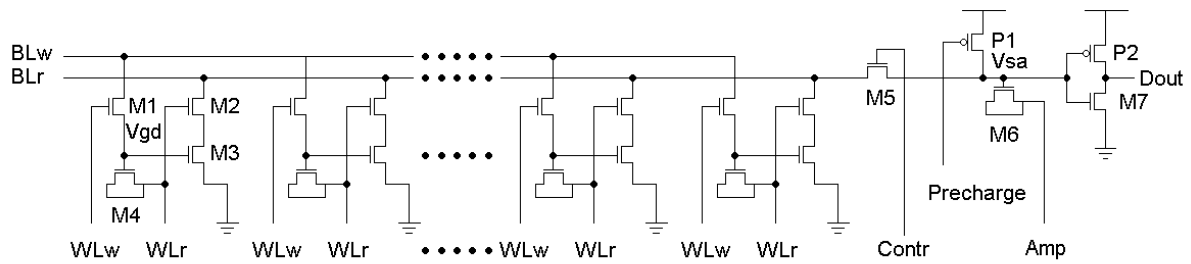 P1
BLw
Vsa
P2
BLr
Dout
M1
M2
M5
M7
Vgd
M6
M3
Precharge
M4
WLw WLr WLw WLr WLw WLr WLw WLr Contr Amp